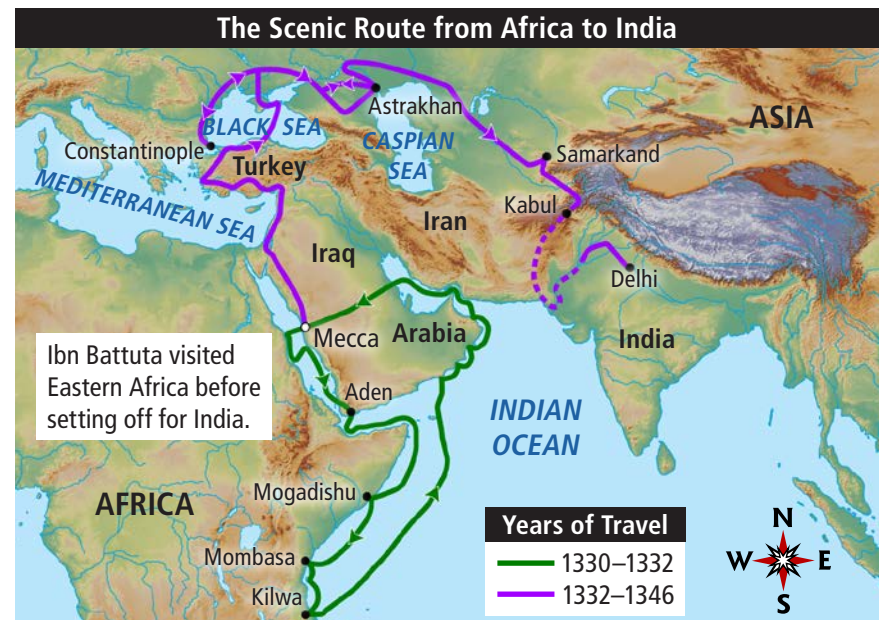 The Scenic Route from Africa to India
ASIA
Astrakhan
BLACK SEA
CASPIAN
SEA
Constantinople
Turkey
Samarkand
MEDITERRANEAN SEA
Kabul
Iran
Iraq
Delhi
Mecca
Arabia
India
Ibn Battuta visited
Eastern Africa before
setting off for India.
Aden
INDIAN
OCEAN
AFRICA
Mogadishu
Mombasa
Kilwa
Years of Travel
1330–1332
1332–1346
N
W
E
S